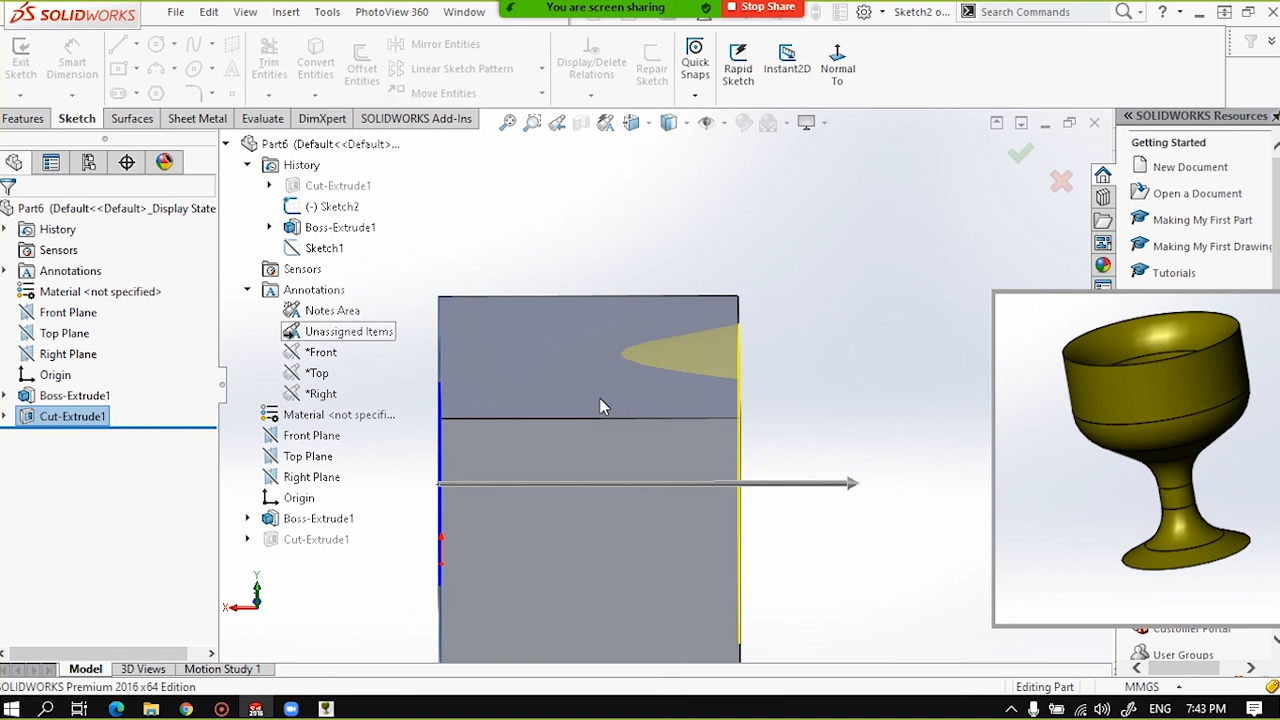 SOLIDWORKS
File Edit View Insert Tools PhotoView 360 Window
You are screen sharing
Stop Share
Sketch2 o...
Search Commands
Exit Sketch
Smart Dimension
Trim Entities
Convert Entities
Offset Entities
Mirror Entities
Linear Sketch Pattern
Move Entities
Display/Delete Relations
Repair Sketch
Quick Snaps
Rapid Sketch
Instant2D
Normal To
Features Sketch Surfaces Sheet Metal Evaluate DimXpert SOLIDWORKS Add-Ins
Part6 (Default<<Default>_Display State
History
Sensors
Annotations
Material <not specified>
Front Plane
Top Plane
Right Plane
Origin
Boss-Extrude1
Cut-Extrude1
Part6 (Default<<Default>...
History
Cut-Extrude1
(-) Sketch2
Boss-Extrude1
Sketch1
Sensors
Annotations
Notes Area
Unassigned Items
*Front
*Top
*Right
Material <not specifi...
Front Plane
Top Plane
Right Plane
Origin
Boss-Extrude1
Cut-Extrude1
Y
X
SOLIDWORKS Resources
Getting Started
New Document
Open a Document
Making My First Part
Making My First Drawing
Tutorials
Customer Portal
User Groups
Model 3D Views Motion Study 1
SOLIDWORKS Premium 2016 x64 Edition
Editing Part
MMGS
2016
ENG 7:43 PM